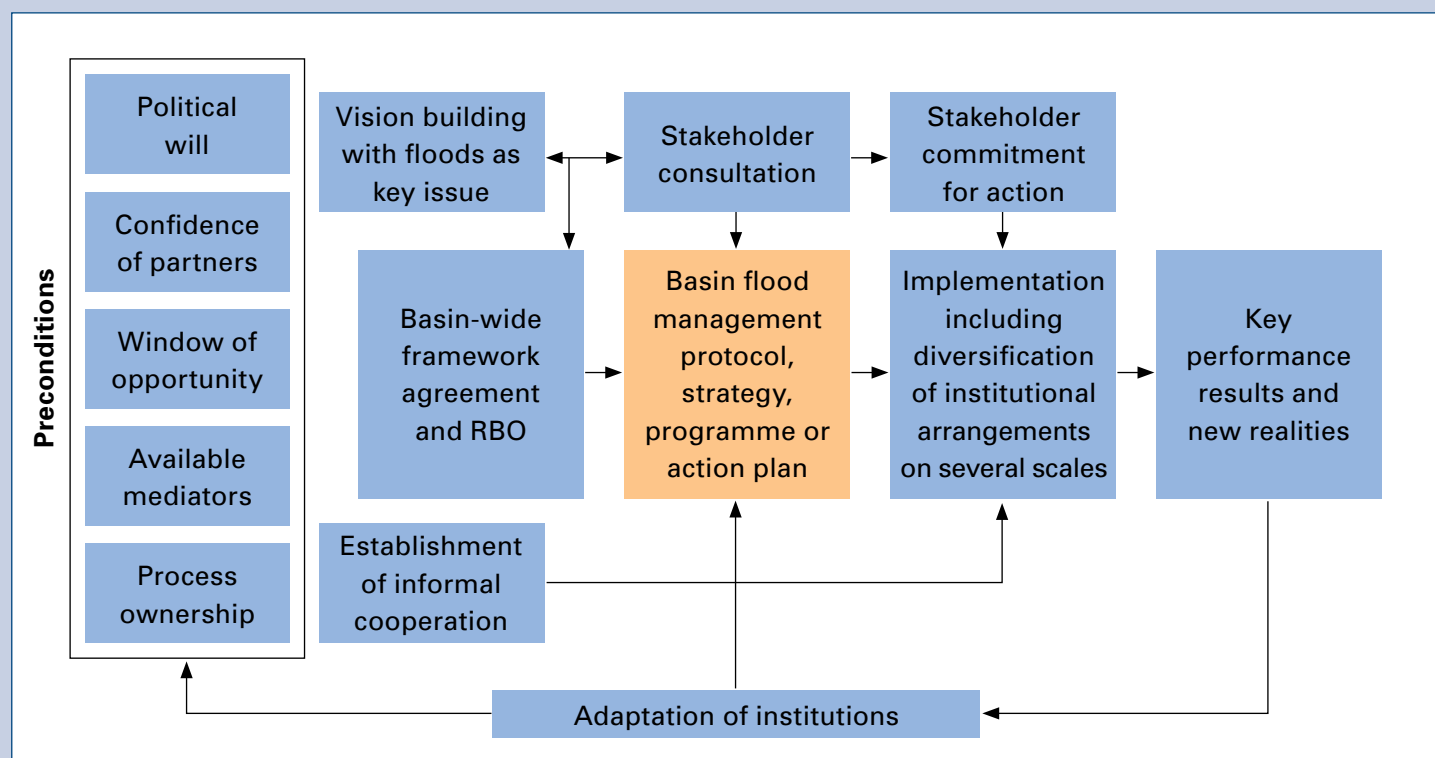 Preconditions
Political
will
Confidence
of partners
Window of
opportunity
Available
mediators
Process
ownership
Vision building
with floods as
key issue
Stakeholder
consultation
Stakeholder
commitment
for action
Basin-wide
framework
agreement
and RBO
Basin flood
management
protocol,
strategy,
programme or
action plan
Implementation
including
diversification
of institutional
arrangements
on several scales
Key
performance
results and
new realities
Establishment
of informal
cooperation
Adaptation of institutions